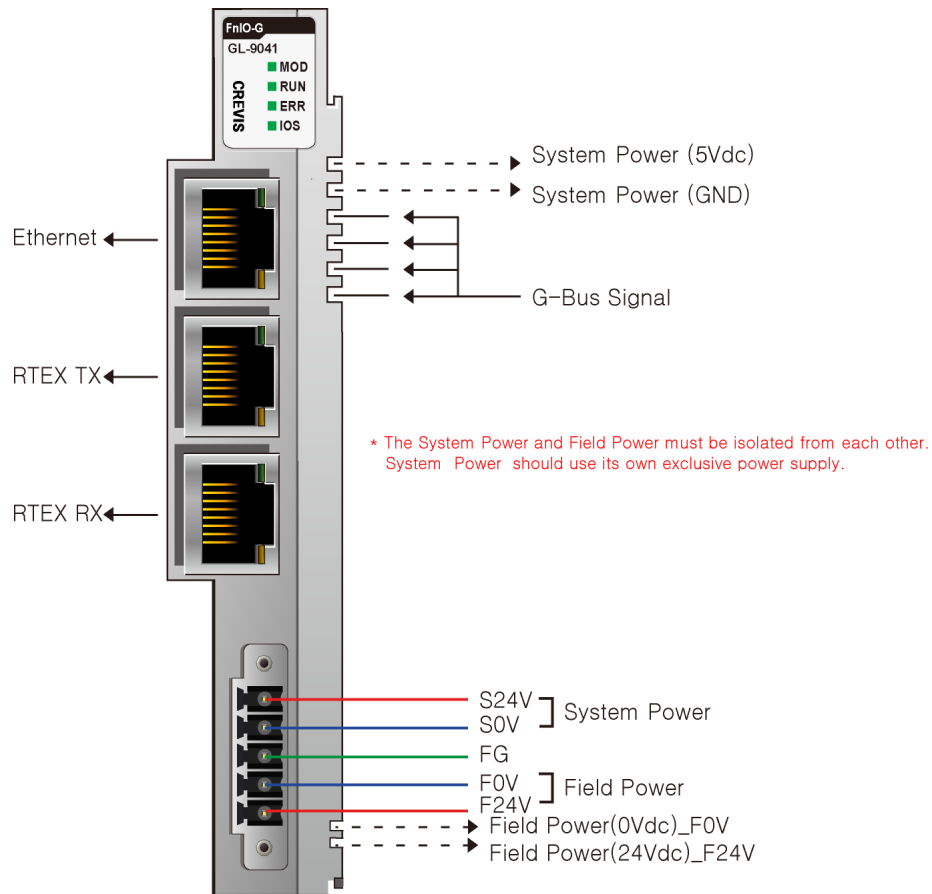 FnIO-G
GL-9041
MOD
RUN
ERR
IOS
CREVIS
System Power (5Vdc)
System Power (GND)
Ethernet
G-Bus Signal
RTEX TX
* The System Power and Field Power must be isolated from each other.
System Power should use its own exclusive power supply.
RTEX RX
S24V
System Power
S0V
FG
F0V
Field Power
F24V
Field Power(0Vdc)_F0V
Field Power(24Vdc)_F24V